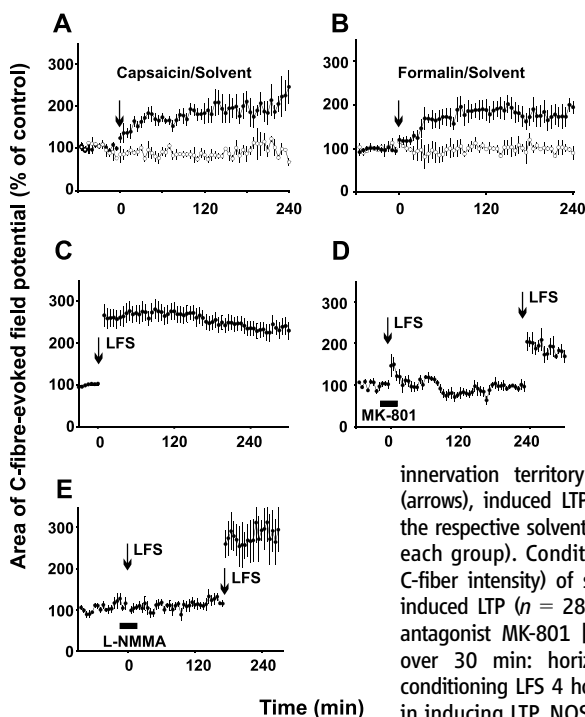 A
B
Area of C-fibre-evoked field potential (% of control)
300
200
100
0
Capsaicin/Solvent
0
120
240
300
200
100
0
Formalin/Solvent
0
120
240
C
D
300
200
100
0
LFS
0
120
240
300
200
100
0
LFS
LFS
MK-801
0
120
240
E
300
200
100
0
LFS
LFS
L-NMMA
0
120
240
Time (min)
innervation territory
(arrows), induced LTP
the respective solvent
each group). Condit
C-fiber intensity) of s
induced LTP (n = 28
antagonist MK-801 [
over 30 min: horiz
conditioning LFS 4 ho
in inducing LTP. NOS